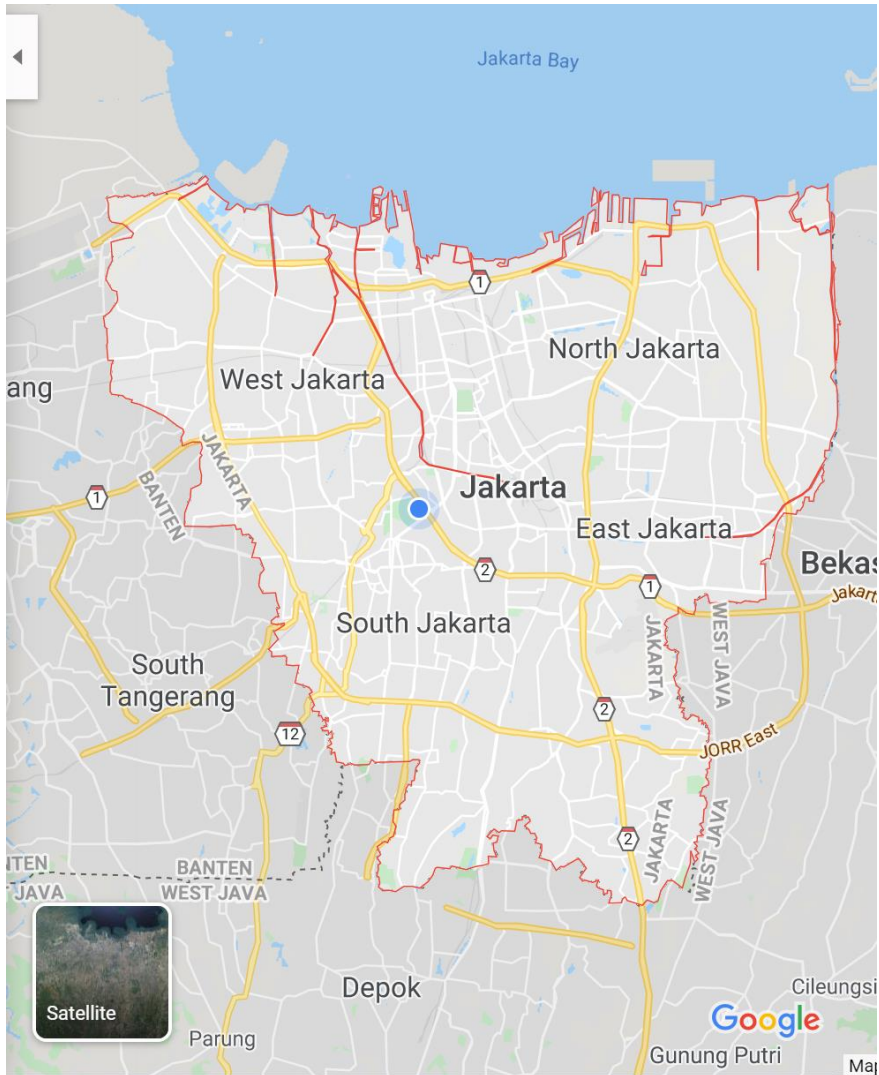 Jakarta Bay
1
North Jakarta
West Jakarta
ang
JAKARTA
BANTEN
1
Jakarta
East Jakarta
2
1
Bekas
Jakarta
WEST JAVA
JAKARTA
South Jakarta
South
Tangerang
2
12
JORR East
2
JAKARTA
WEST JAVA
NTEN
JAVA
BANTEN
WEST JAVA
Satellite
Depok
Cileungsi
Google
Parung
Gunung Putri
Map